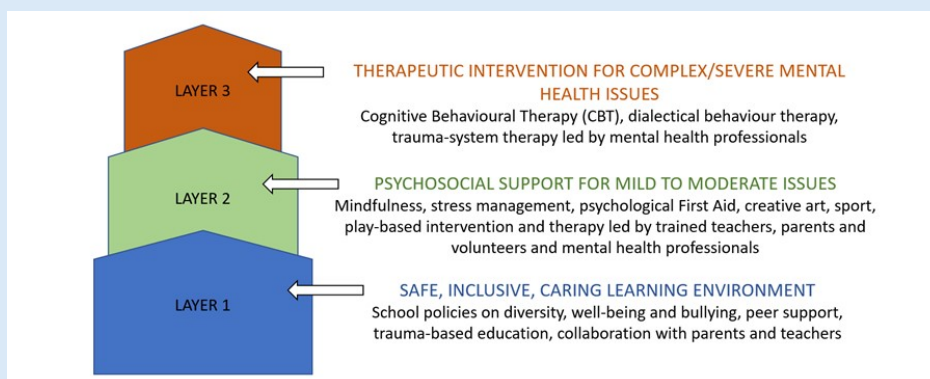 LAYER 3
THERAPEUTIC INTERVENTION FOR COMPLEX/SEVERE MENTAL
HEALTH ISSUES
Cognitive Behavioural Therapy (CBT), dialectical behaviour therapy,
trauma-system therapy led by mental health professionals
LAYER 2
PSYCHOSOCIAL SUPPORT FOR MILD TO MODERATE ISSUES
Mindfulness, stress management, psychological First Aid, creative art, sport,
play-based intervention and therapy led by trained teachers, parents and
volunteers and mental health professionals
LAYER 1
SAFE, INCLUSIVE, CARING LEARNING ENVIRONMENT
School policies on diversity, well-being and bullying, peer support,
trauma-based education, collaboration with parents and teachers